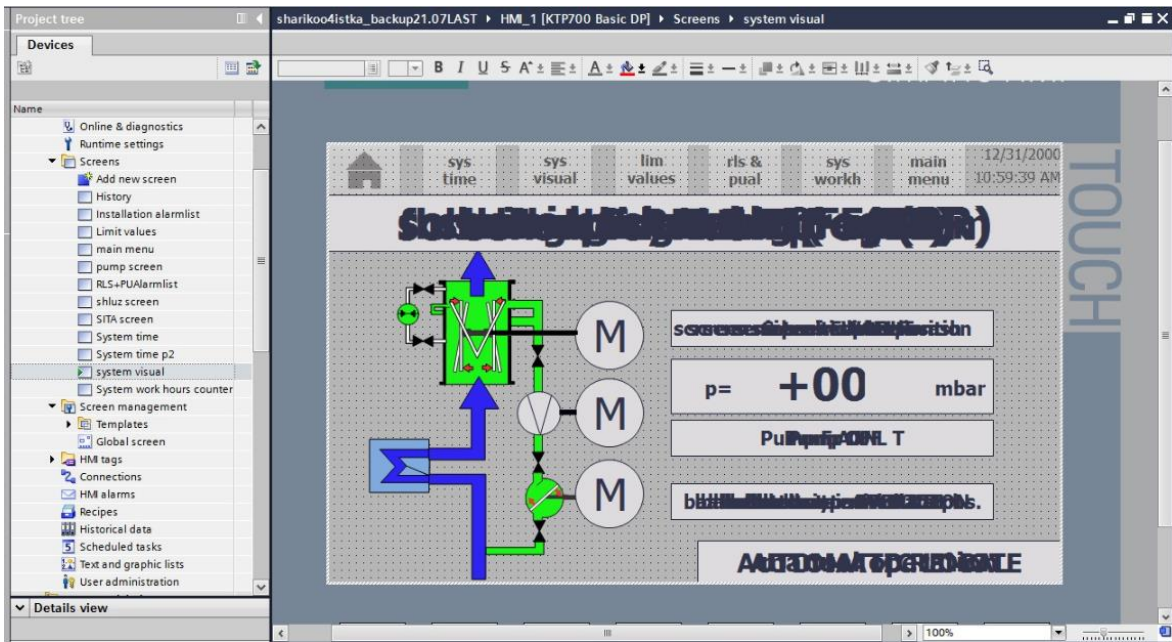 Project tree
sharikoo4istka_backup21.07LAST ▸ HMI_1 [KTP700 Basic DP] ▸ Screens ▸ system visual
Devices
B I U S A
Name
Online & diagnostics
Runtime settings
Screens
Add new screen
History
Installation alarmlist
Limit values
main menu
pump screen
RLS+PUAlarmlist
shluz screen
SITA screen
System time
System time p2
system visual
System work hours counter
Screen management
Templates
Global screen
HMI tags
Connections
HMI alarms
Recipes
Historical data
Scheduled tasks
Text and graphic lists
User administration
Details view
sys time
sys visual
lim values
rls & pual
sys workh
main menu
12/31/2000
10:59:39 AM
TOUCH
M
p= +00 mbar
M
M
100%